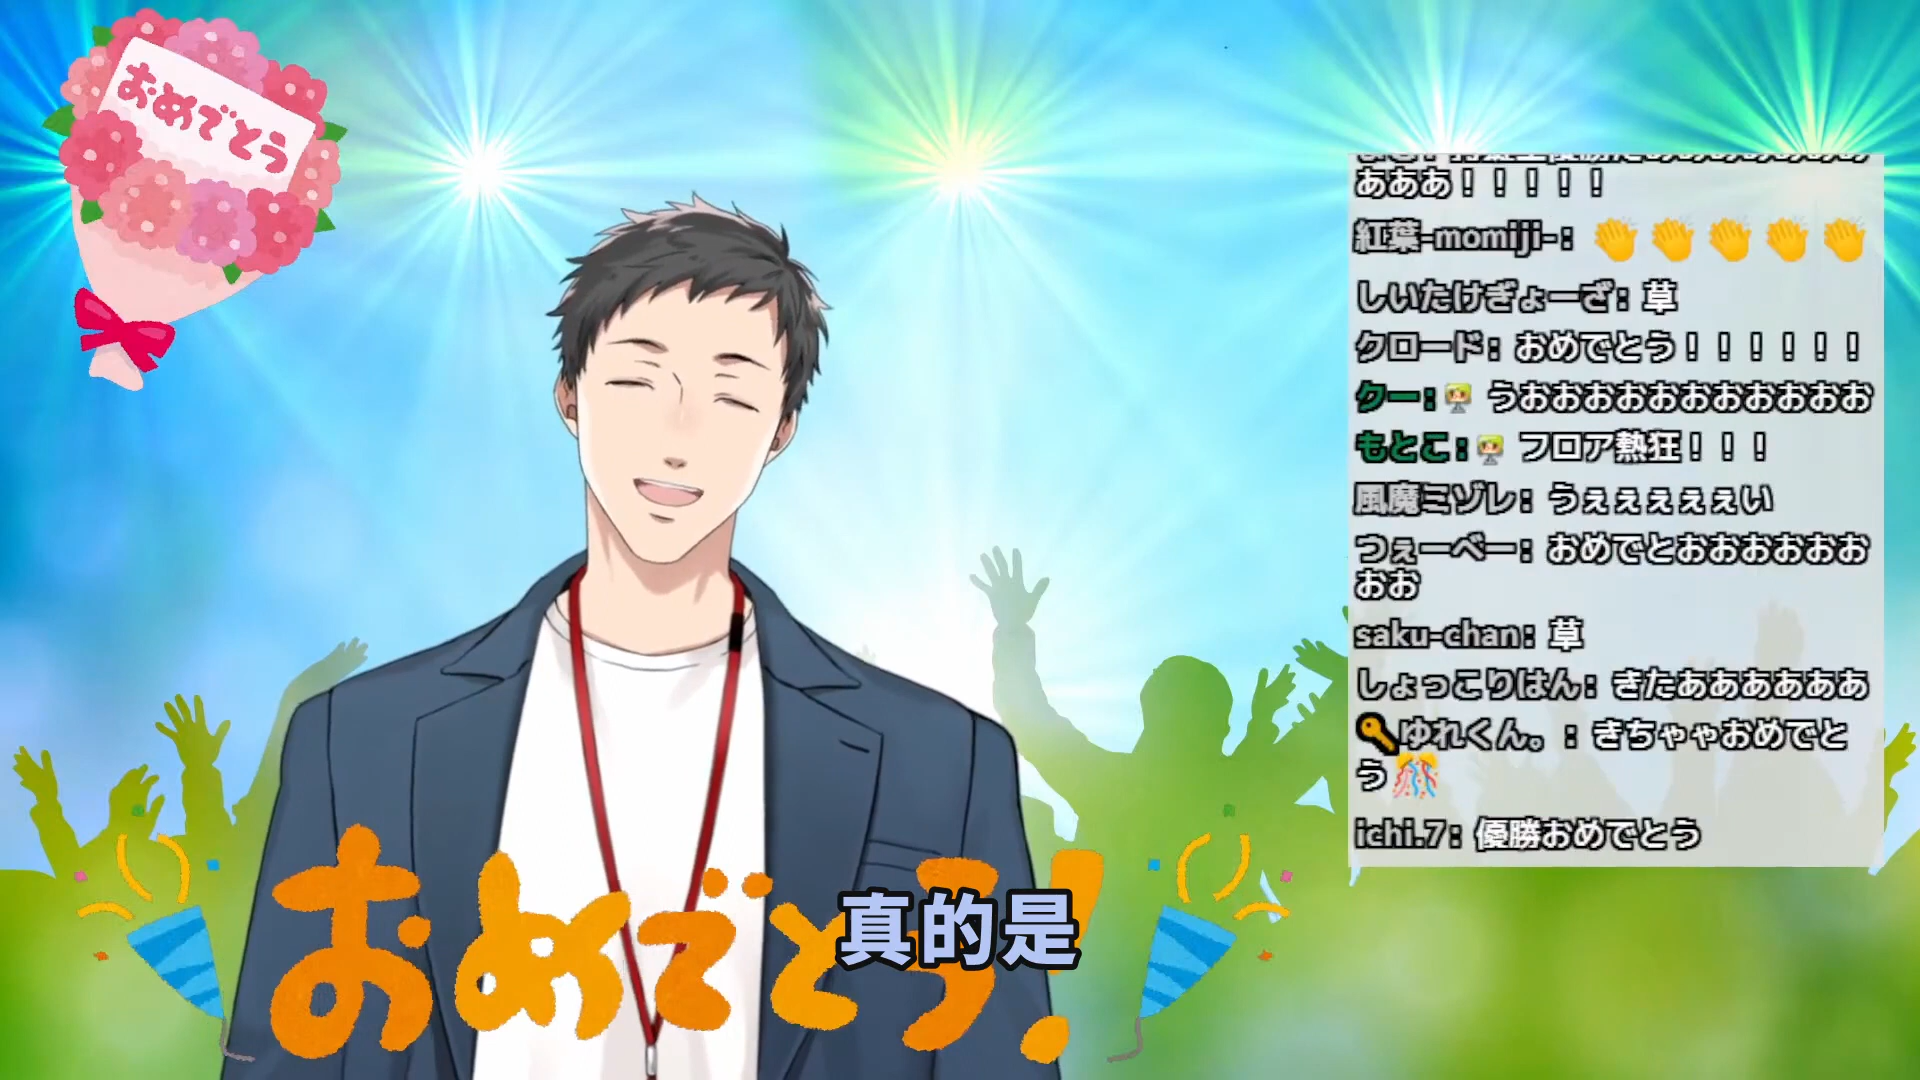 おめでとう
あああ！！！！！
紅葉-momiji-: 👏👏👏👏👏
しいたけぎょーざ: 草
クロード: おめでとう！！！！！！
クー: うおおおおおおおおおおお
もとこ: フロア熱狂！！！
風魔ミゾレ: うぇぇぇぇぇい
つぇーべー: おめでとおおおおおお
おお
saku-chan: 草
しょっこりはん: きたああああああ
🔑ゆれくん。: きちゃゃおめでと
う🎊
ichi.7: 優勝おめでとう
おめでとう!
真的是